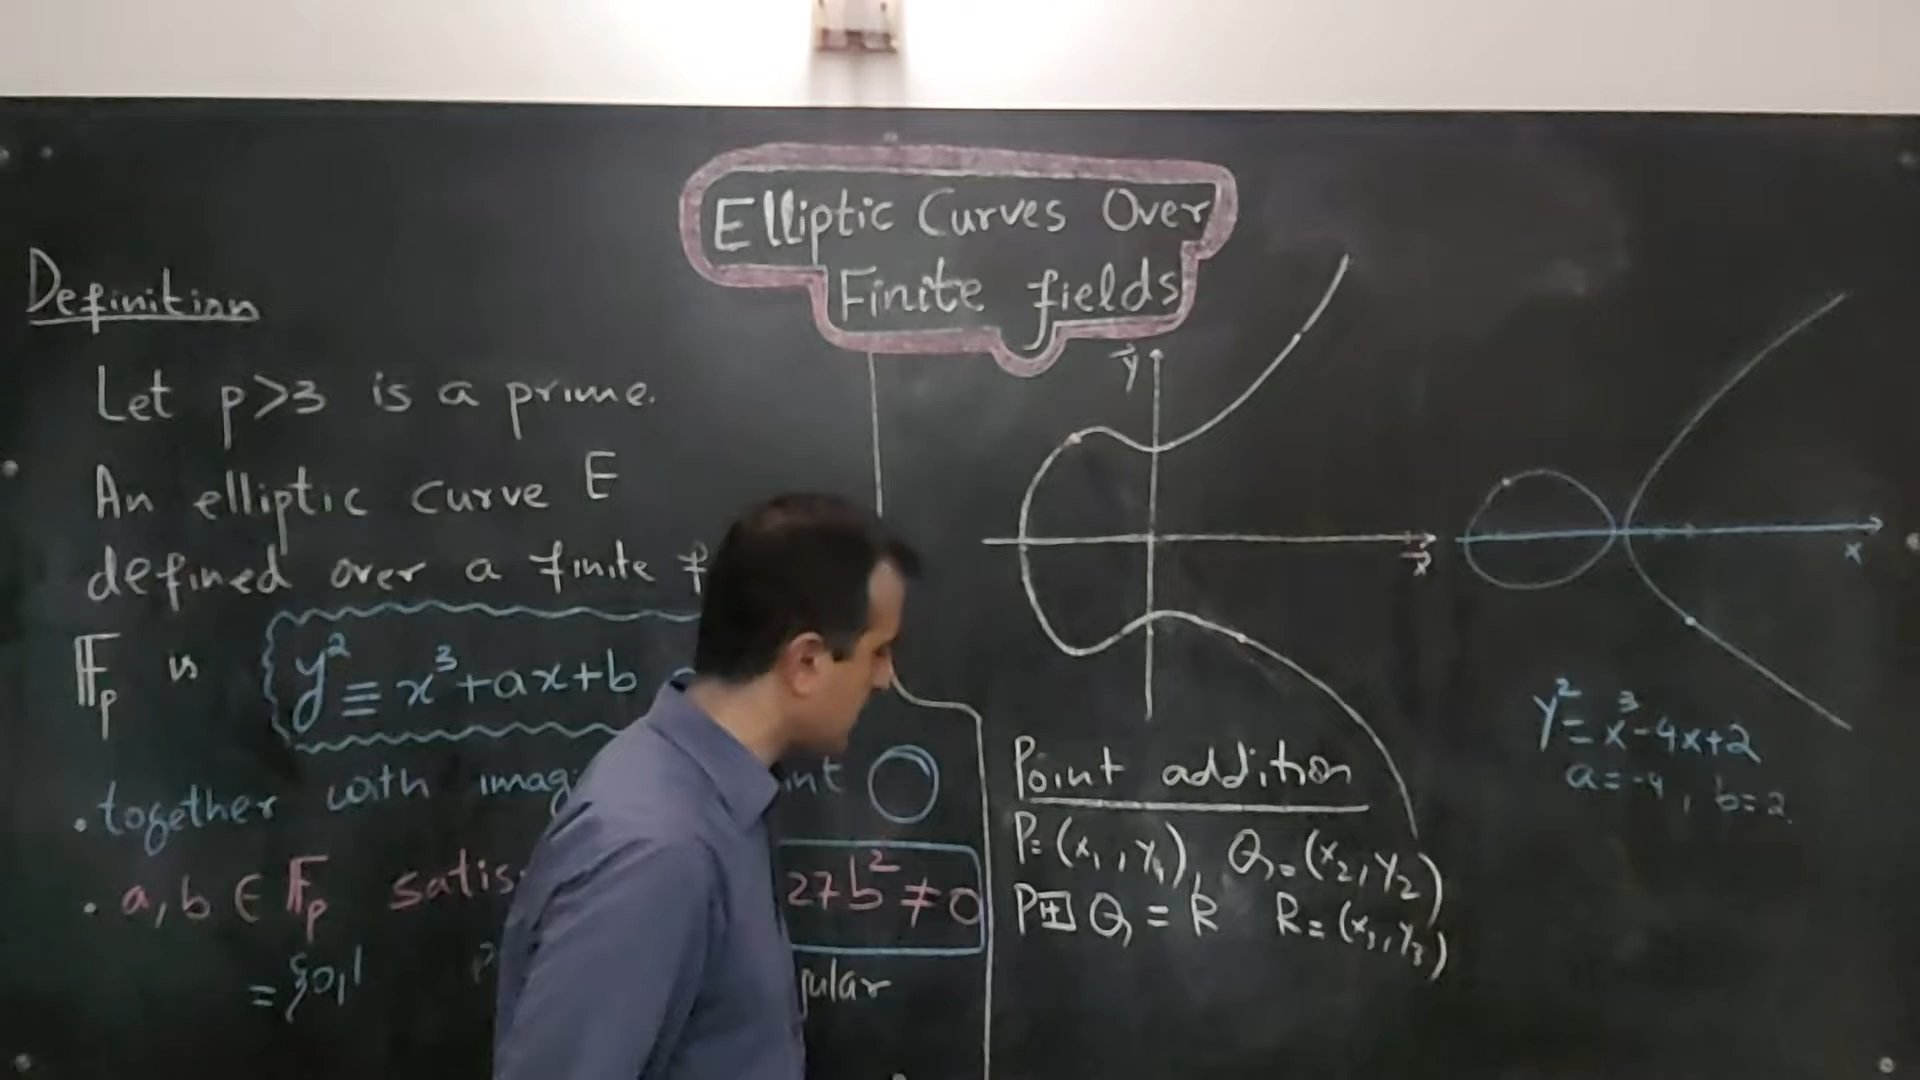 Elliptic Curves Over
Finite fields
Definition
Let p>3 is a prime.
An elliptic curve E
defined over a finite f
𝔽p is y² ≡ x³+ax+b
• together with imag int O
• a, b ∈ 𝔽p satis 27b² ≠ 0
= {0,1
gular
y
x
Point addition
P=(x₁,y₁), Q=(x₂,y₂)
P⊞Q=R R=(x₃,y₃)
x
y²=x³-4x+2
a=-4, b=2